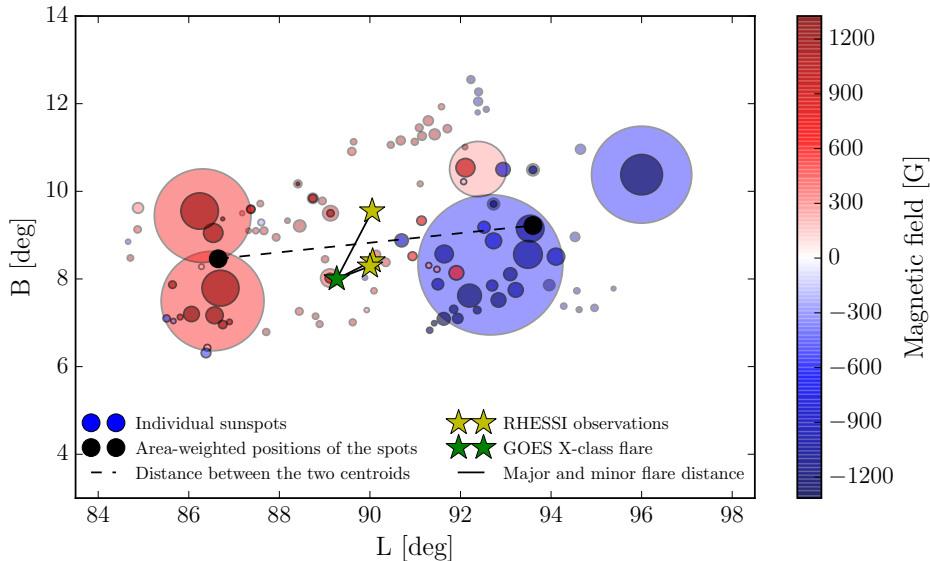 14
12
10
8
6
4
B [deg]
84
86
88
90
92
94
96
98
L [deg]
Individual sunspots
Area-weighted positions of the spots
Distance between the two centroids
RHESSI observations
GOES X-class flare
Major and minor flare distance
1200
900
600
300
0
−300
−600
−900
−1200
Magnetic field [G]